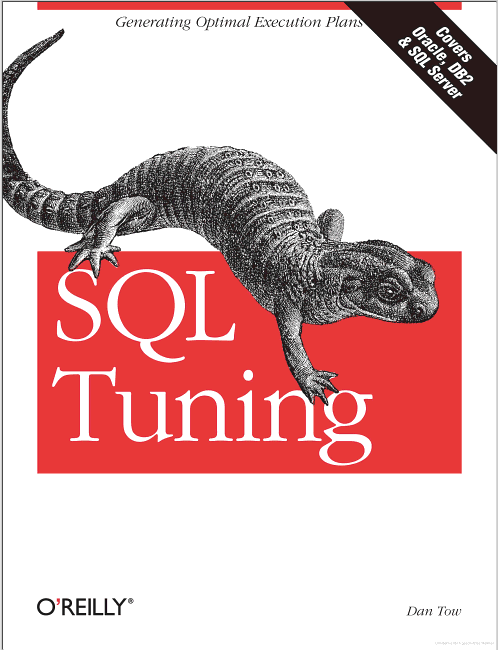 Generating Optimal Execution Plans
Covers
Oracle, DB2
& SQL Server
SQL
Tuning
O'REILLY®
Dan Tow